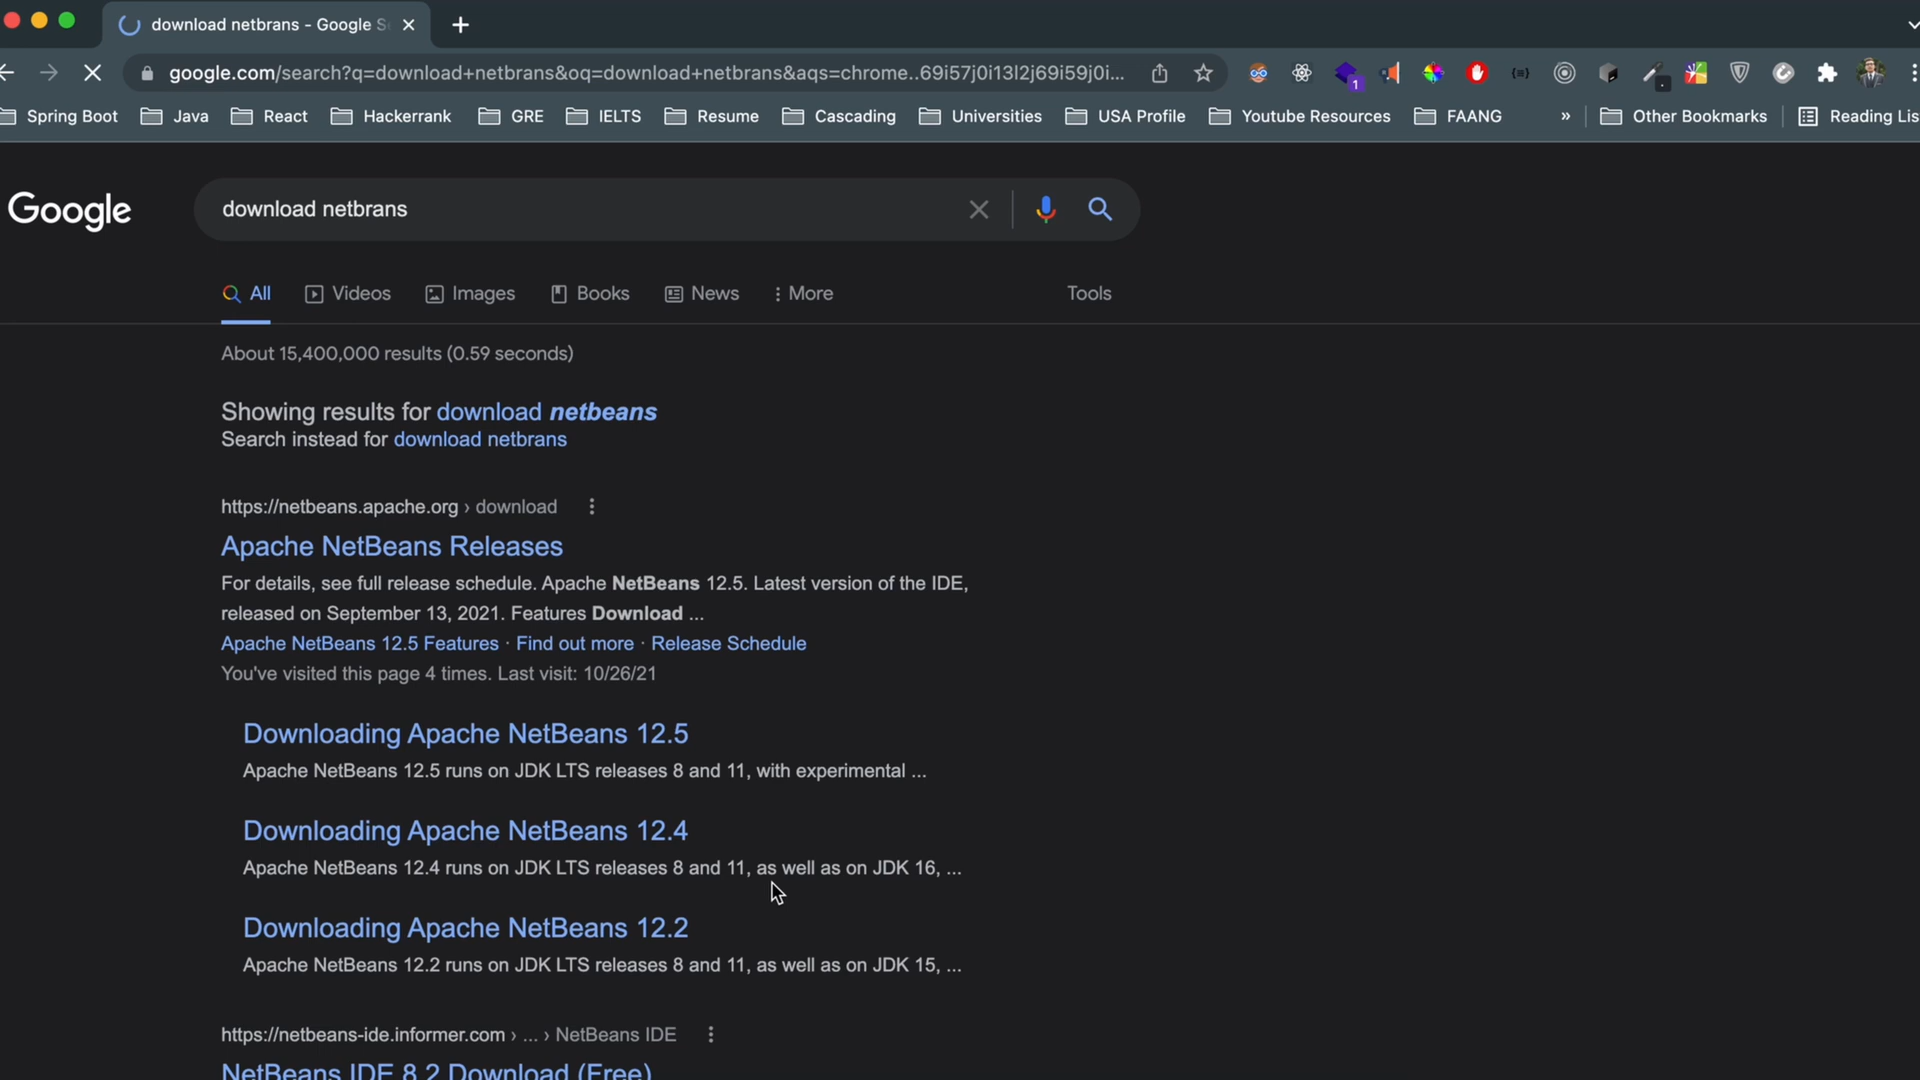 download netbrans - Google S
google.com/search?q=download+netbrans&oq=download+netbrans&aqs=chrome..69i57j0i13l2j69i59j0i...
1
Spring Boot Java React Hackerrank GRE IELTS Resume Cascading Universities USA Profile Youtube Resources FAANG » Other Bookmarks Reading Lis
Google
download netbrans
All Videos Images Books News More Tools
About 15,400,000 results (0.59 seconds)
Showing results for download netbeans
Search instead for download netbrans
https://netbeans.apache.org › download
Apache NetBeans Releases
For details, see full release schedule. Apache NetBeans 12.5. Latest version of the IDE,
released on September 13, 2021. Features Download ...
Apache NetBeans 12.5 Features · Find out more · Release Schedule
You've visited this page 4 times. Last visit: 10/26/21
Downloading Apache NetBeans 12.5
Apache NetBeans 12.5 runs on JDK LTS releases 8 and 11, with experimental ...
Downloading Apache NetBeans 12.4
Apache NetBeans 12.4 runs on JDK LTS releases 8 and 11, as well as on JDK 16, ...
Downloading Apache NetBeans 12.2
Apache NetBeans 12.2 runs on JDK LTS releases 8 and 11, as well as on JDK 15, ...
https://netbeans-ide.informer.com › ... › NetBeans IDE
NetBeans IDE 8.2 Download (Free)